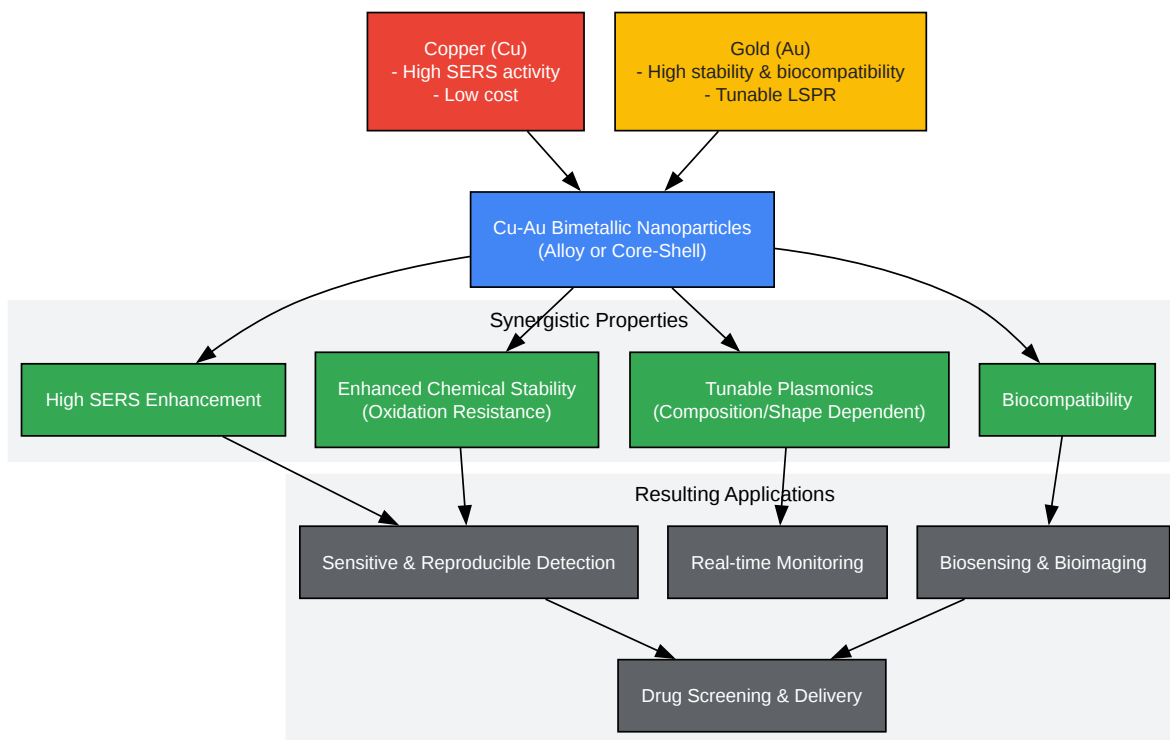 Copper (Cu)
- High SERS activity
- Low cost
Gold (Au)
- High stability & biocompatibility
- Tunable LSPR
Cu-Au Bimetallic Nanoparticles
(Alloy or Core-Shell)
Synergistic Properties
High SERS Enhancement
Enhanced Chemical Stability
(Oxidation Resistance)
Tunable Plasmonics
(Composition/Shape Dependent)
Biocompatibility
Resulting Applications
Sensitive & Reproducible Detection
Real-time Monitoring
Biosensing & Bioimaging
Drug Screening & Delivery